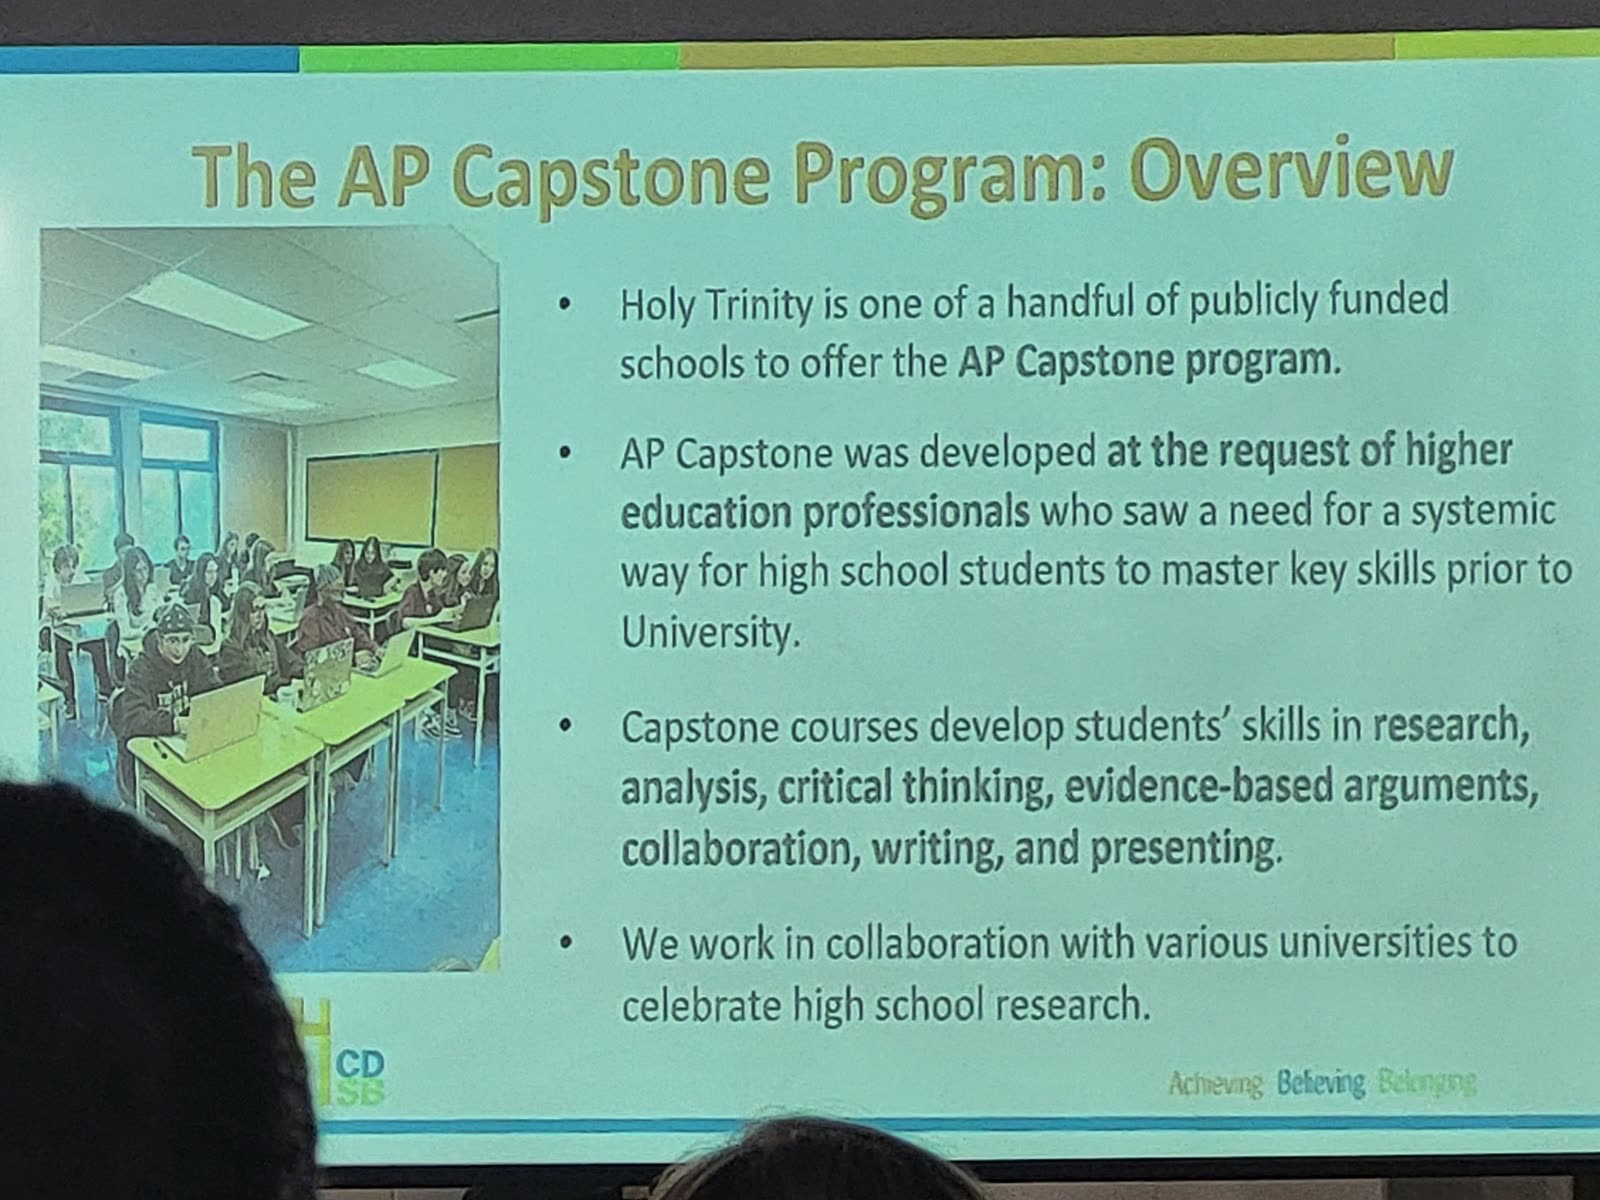 The AP Capstone Program: Overview
• Holy Trinity is one of a handful of publicly funded
schools to offer the AP Capstone program.
• AP Capstone was developed at the request of higher
education professionals who saw a need for a systemic
way for high school students to master key skills prior to
University.
• Capstone courses develop students’ skills in research,
analysis, critical thinking, evidence-based arguments,
collaboration, writing, and presenting.
• We work in collaboration with various universities to
celebrate high school research.
H
CD
SB
Achieving Believing Belonging